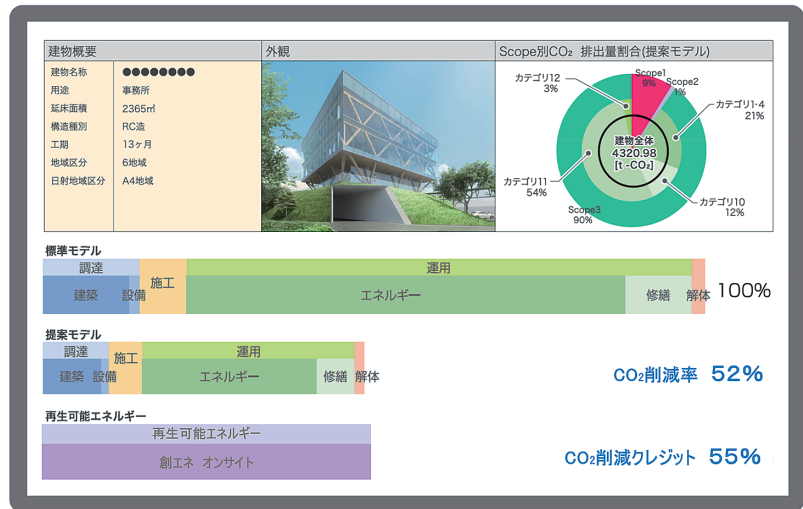 建物概要
外観
Scope別CO₂ 排出量割合(提案モデル)
建物名称 ●●●●●●●●
用途 事務所
延床面積 2365㎡
構造種別 RC造
工期 13ヶ月
地域区分 6地域
日射地域区分 A4地域
カテゴリ12
3%
Scope1
9%
Scope2
1%
カテゴリ1・4
21%
建物全体
4320.98
[t -CO₂]
カテゴリ11
54%
カテゴリ10
12%
Scope3
90%
標準モデル
調達 施工 運用
建築 設備 エネルギー 修繕 解体 100%
提案モデル
調達 施工 運用
建築 設備 エネルギー 修繕 解体
CO₂削減率 52%
再生可能エネルギー
再生可能エネルギー
創エネ オンサイト
CO₂削減クレジット 55%